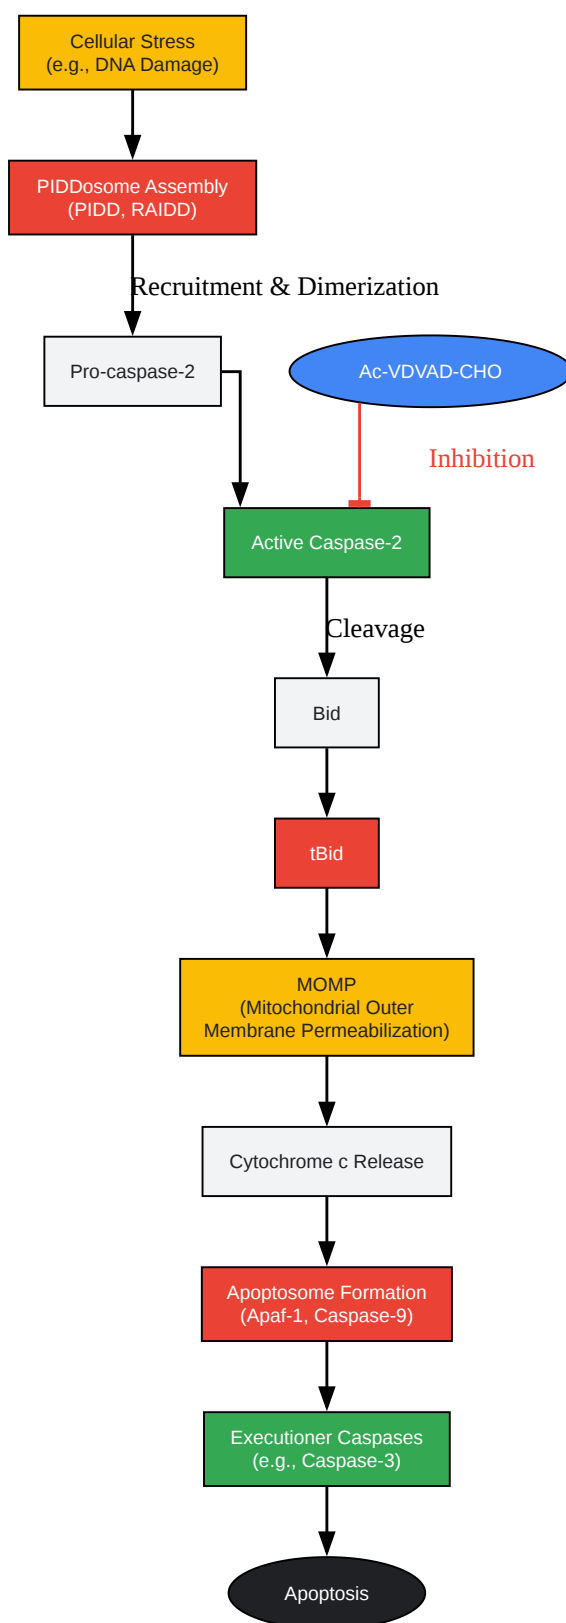 Cellular Stress
(e.g., DNA Damage)
PIDDosome Assembly
(PIDD, RAIDD)
Recruitment & Dimerization
Pro-caspase-2
Ac-VDVAD-CHO
Inhibition
Active Caspase-2
Cleavage
Bid
tBid
MOMP
(Mitochondrial Outer
Membrane Permeabilization)
Cytochrome c Release
Apoptosome Formation
(Apaf-1, Caspase-9)
Executioner Caspases
(e.g., Caspase-3)
Apoptosis